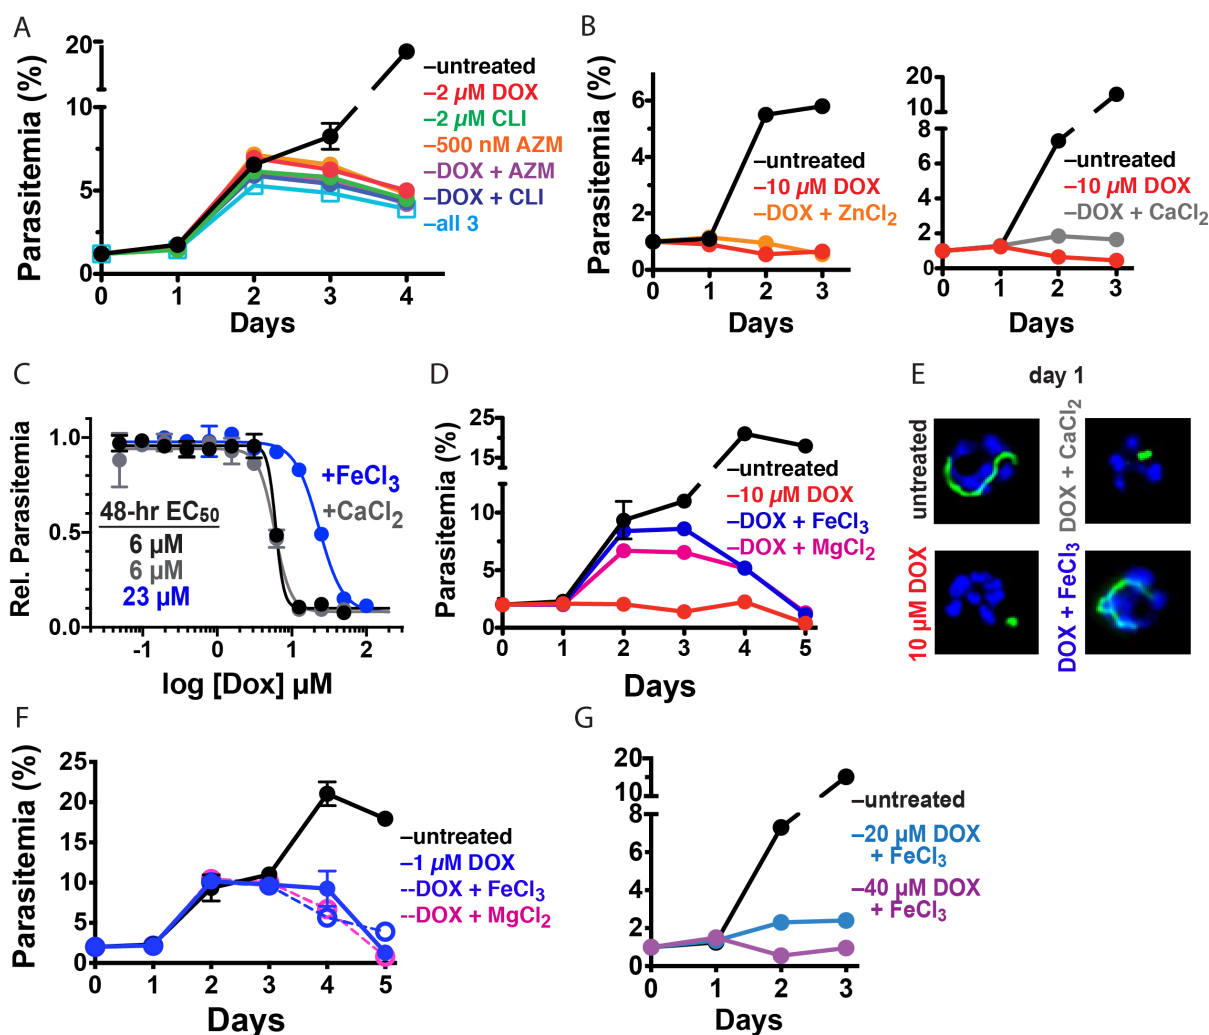 A
Parasitemia (%)
20
10
5
0
0 1 2 3 4
Days
–untreated
–2 µM DOX
–2 µM CLI
–500 nM AZM
–DOX + AZM
–DOX + CLI
–all 3
B
Parasitemia (%)
6
4
2
0
0 1 2 3
Days
–untreated
–10 µM DOX
–DOX + ZnCl2
20
10
8
6
4
2
0
0 1 2 3
Days
–untreated
–10 µM DOX
–DOX + CaCl2
C
Rel. Parasitemia
1.0
0.5
0.0
-1 0 1 2
log [Dox] µM
+FeCl3
+CaCl2
48-hr EC50
6 µM
6 µM
23 µM
D
Parasitemia (%)
25
15
10
5
0
0 1 2 3 4 5
Days
–untreated
–10 µM DOX
–DOX + FeCl3
–DOX + MgCl2
E
day 1
untreated
DOX + CaCl2
10 µM DOX
DOX + FeCl3
F
Parasitemia (%)
25
20
15
10
5
0
0 1 2 3 4 5
Days
–untreated
–1 µM DOX
--DOX + FeCl3
--DOX + MgCl2
G
Parasitemia (%)
20
10
8
6
4
2
0
0 1 2 3
Days
–untreated
–20 µM DOX
+ FeCl3
–40 µM DOX
+ FeCl3